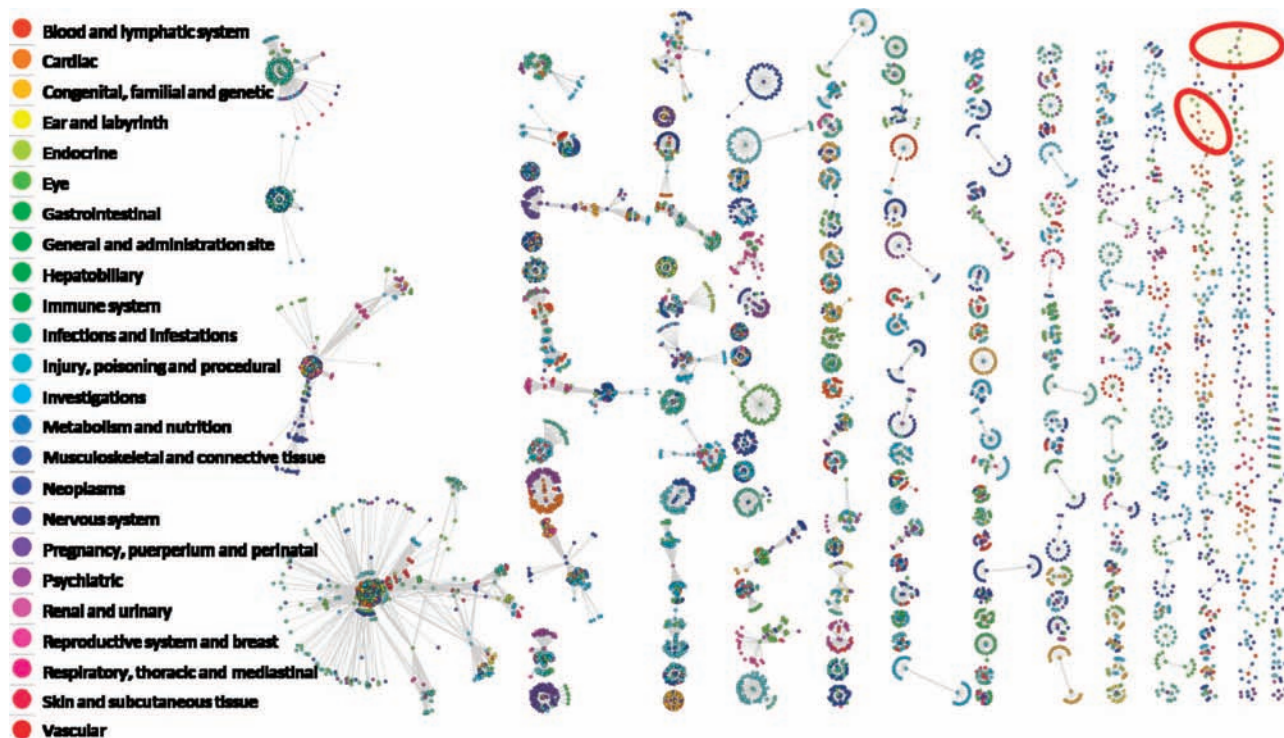 Blood and lymphatic system
Cardiac
Congenital, familial and genetic
Ear and labyrinth
Endocrine
Eye
Gastrointestinal
General and administration site
Hepatobiliary
Immune system
Infections and Infestations
Injury, poisoning and procedural
Investigations
Metabolism and nutrition
Musculoskeletal and connective tissue
Neoplasms
Nervous system
Pregnancy, puerperium and perinatal
Psychiatric
Renal and urinary
Reproductive system and breast
Respiratory, thoracic and mediastinal
Skin and subcutaneous tissue
Vascular